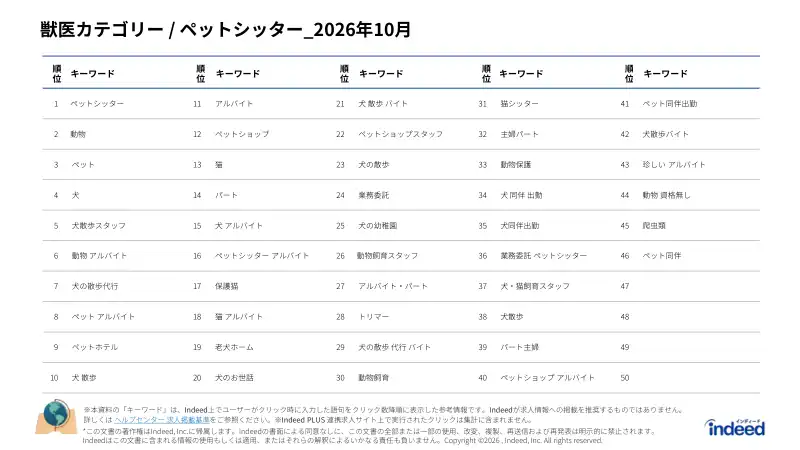 獣医カテゴリー / ペットシッター_2026年10月
順位 キーワード 順位 キーワード 順位 キーワード 順位 キーワード 順位 キーワード
1 ペットシッター 11 アルバイト 21 犬 散歩 バイト 31 猫シッター 41 ペット同伴出勤
2 動物 12 ペットショップ 22 ペットショップスタッフ 32 主婦パート 42 犬散歩バイト
3 ペット 13 猫 23 犬の散歩 33 動物保護 43 珍しい アルバイト
4 犬 14 パート 24 業務委託 34 犬 同伴 出勤 44 動物 資格無し
5 犬散歩スタッフ 15 犬 アルバイト 25 犬の幼稚園 35 犬同伴出勤 45 爬虫類
6 動物 アルバイト 16 ペットシッター アルバイト 26 動物飼育スタッフ 36 業務委託 ペットシッター 46 ペット同伴
7 犬の散歩代行 17 保護猫 27 アルバイト・パート 37 犬・猫飼育スタッフ 47
8 ペット アルバイト 18 猫 アルバイト 28 トリマー 38 犬散歩 48
9 ペットホテル 19 老犬ホーム 29 犬の散歩 代行 バイト 39 パート主婦 49
10 犬 散歩 20 犬のお世話 30 動物飼育 40 ペットショップ アルバイト 50
※本資料の「キーワード」は、Indeed上でユーザーがクリック時に入力した語句をクリック数降順に表示した参考情報です。Indeedが求人情報への掲載を推奨するものではありません。
詳しくは ヘルプセンター 求人掲載基準をご参照ください。※Indeed PLUS 連携求人サイト上で実行されたクリックは集計に含まれません。
*この文書の著作権はIndeed, Inc.に帰属します。Indeedの書面による同意なしに、この文書の全部または一部の使用、改変、複製、再送信および再発表は明示的に禁止されます。
Indeedはこの文書に含まれる情報の使用もしくは適用、またはそれらの解釈によるいかなる責任も負いません。Copyright ©2026 , Indeed, Inc. All rights reserved.
インディード
indeed